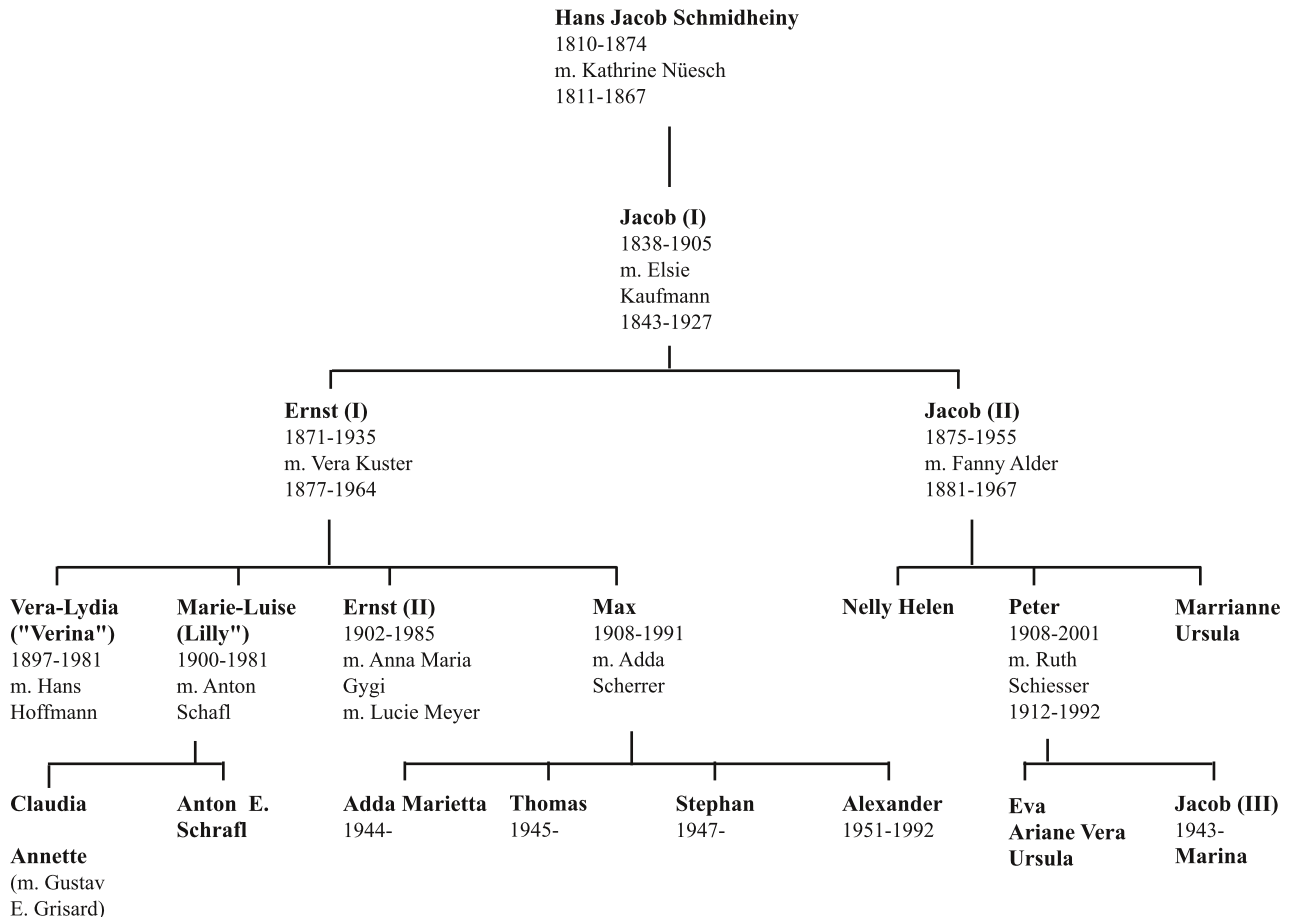 Hans Jacob Schmidheiny
1810-1874
m. Kathrine Nüesch
1811-1867
Jacob (I)
1838-1905
m. Elsie
Kaufmann
1843-1927
Ernst (I)
1871-1935
m. Vera Kuster
1877-1964
Jacob (II)
1875-1955
m. Fanny Alder
1881-1967
Vera-Lydia
("Verina")
1897-1981
m. Hans
Hoffmann
Marie-Luise
(Lilly")
1900-1981
m. Anton
Schafl
Ernst (II)
1902-1985
m. Anna Maria
Gygi
m. Lucie Meyer
Max
1908-1991
m. Adda
Scherrer
Nelly Helen
Peter
1908-2001
m. Ruth
Schiesser
1912-1992
Marrianne
Ursula
Claudia
Annette
(m. Gustav
E. Grisard)
Anton E.
Schrafl
Adda Marietta
1944-
Thomas
1945-
Stephan
1947-
Alexander
1951-1992
Eva
Ariane Vera
Ursula
Jacob (III)
1943-
Marina